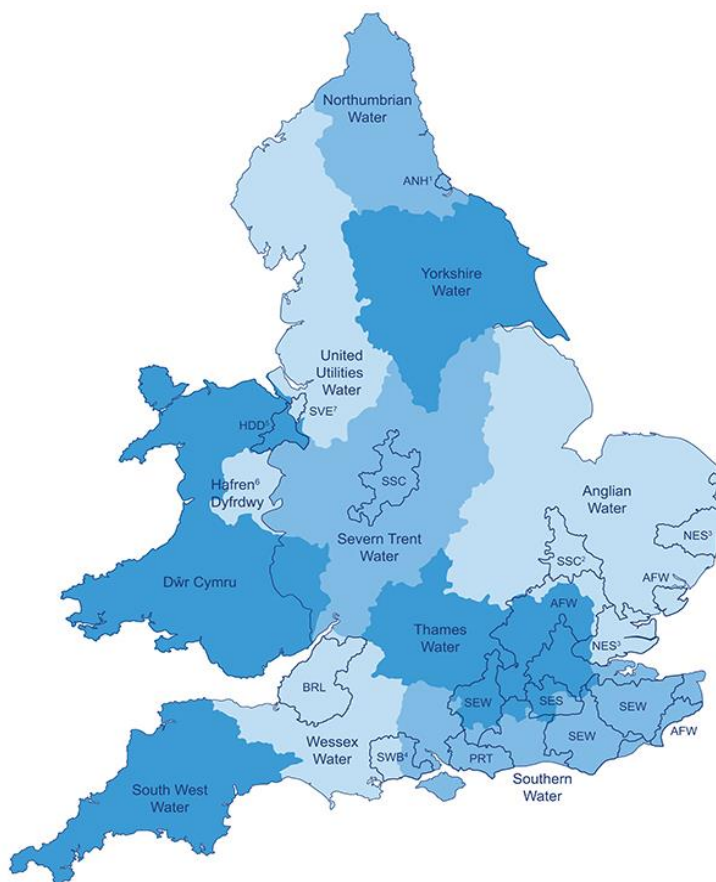 Northumbrian
Water
ANH¹
Yorkshire
Water
United
Utilities
Water
SVE⁷
HDD⁵
SSC
Hafren⁶
Dyfrdwy
Anglian
Water
NES³
Severn Trent
Water
SSC²
Dŵr Cymru
AFW
AFW
Thames
Water
NES³
BRL
SEW
SES
SEW
AFW
Wessex
Water
SWB⁴
PRT
SEW
Southern
Water
South West
Water